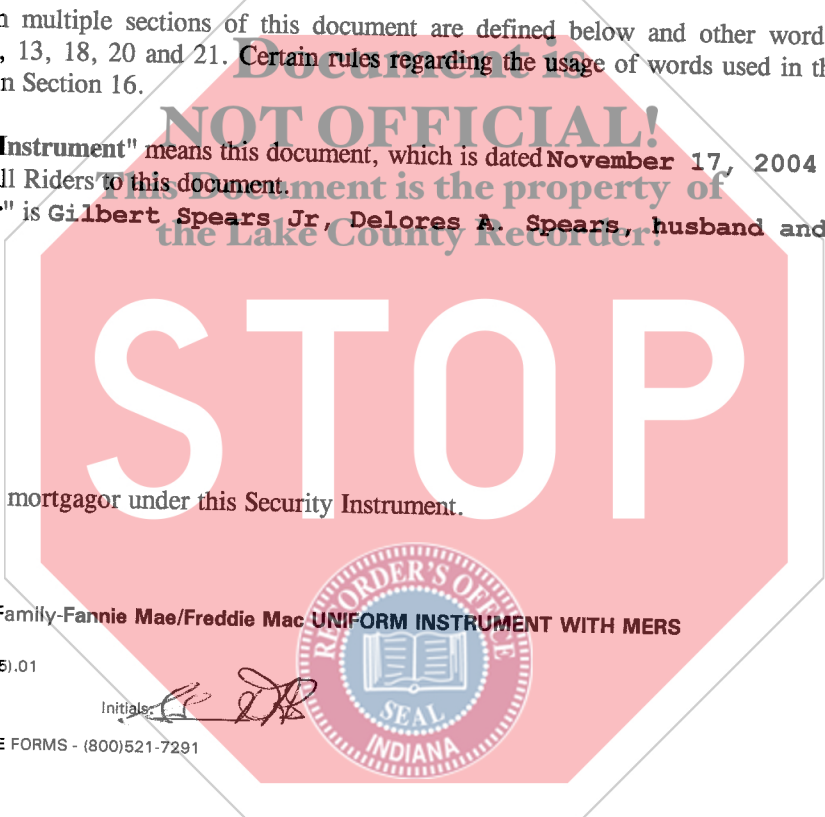 multiple sections of this document are defined below and other word
, 13, 18, 20 and 21. Certain rules regarding the usage of words used in th
n Section 16.
Document is
NOT OFFICIAL!
Instrument" means this document, which is dated November 17, 2004
ll Riders to this document.
This Document is the property of
" is Gilbert Spears Jr, Delores A. Spears, husband and
the Lake County Recorder!
STOP
mortgagor under this Security Instrument.
RECORDER'S OFFICE
Family-Fannie Mae/Freddie Mac UNIFORM INSTRUMENT WITH MERS
5).01
Initials:
SEAL
INDIANA
E FORMS - (800)521-7291